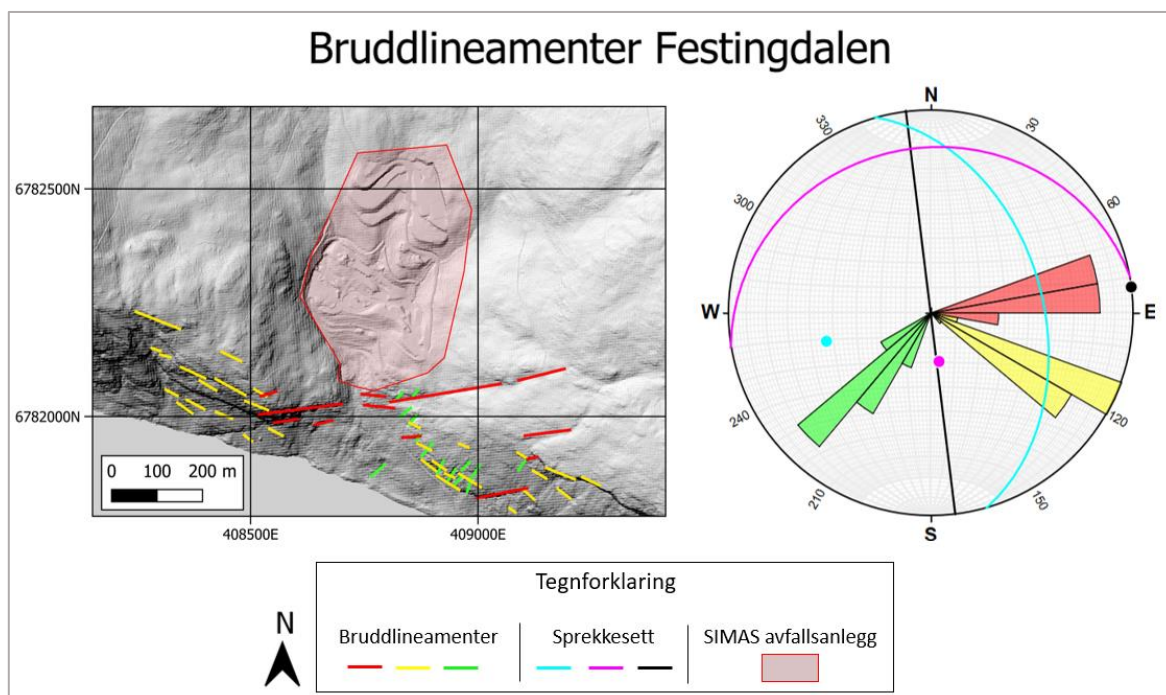 Bruddlineamenter Festingdalen
6782500N
6782000N
0 100 200 m
408500E
409000E
N
30
60
E
120
150
S
210
240
W
300
330
Tegnforklaring
N
Bruddlineamenter
Sprekkesett
SIMAS avfallsanlegg